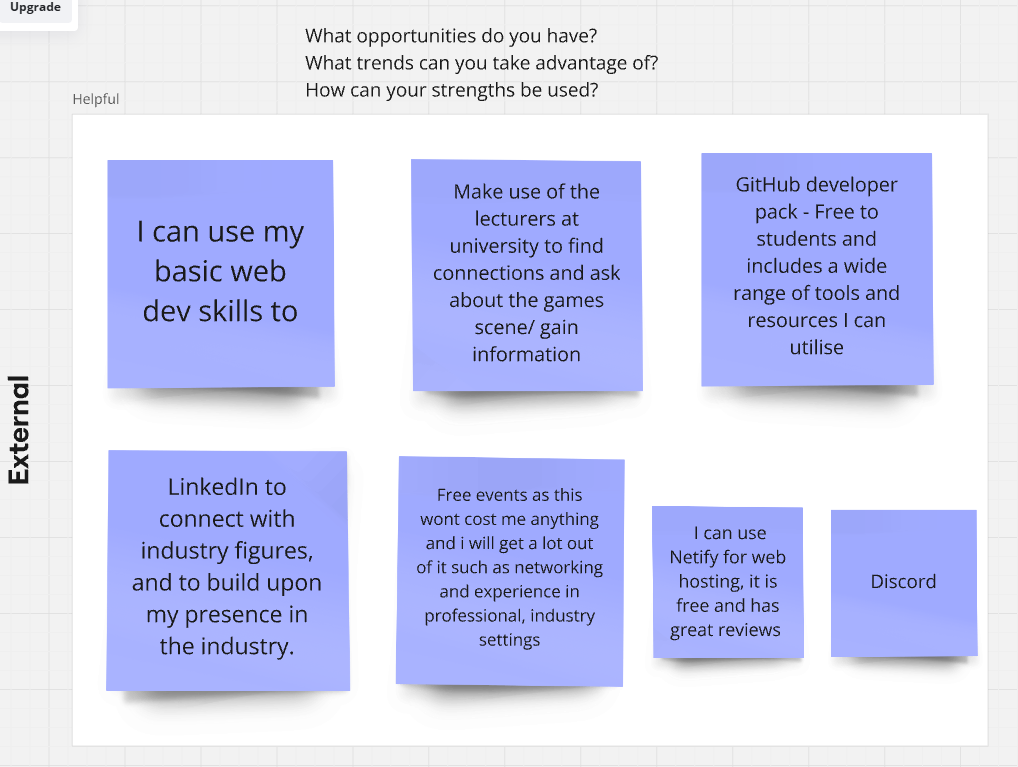 Upgrade
What opportunities do you have?
What trends can you take advantage of?
How can your strengths be used?
Helpful
External
I can use my
basic web
dev skills to
Make use of the
lecturers at
university to find
connections and ask
about the games
scene/ gain
information
GitHub developer
pack - Free to
students and
includes a wide
range of tools and
resources I can
utilise
LinkedIn to
connect with
industry figures,
and to build upon
my presence in
the industry.
Free events as this
wont cost me anything
and i will get a lot out
of it such as networking
and experience in
professional, industry
settings
I can use
Netify for web
hosting, it is
free and has
great reviews
Discord